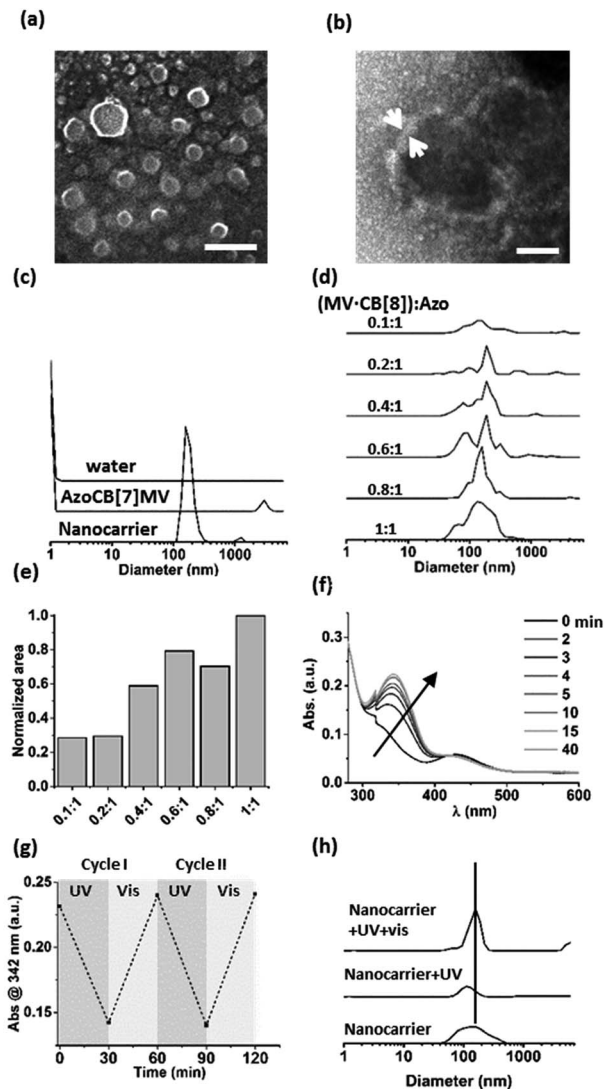 (a)
(b)
(c)
water
AzoCB[7]MV
Nanocarrier
1 10 100 1000
Diameter (nm)
(d)
(MV·CB[8]):Azo
0.1:1
0.2:1
0.4:1
0.6:1
0.8:1
1:1
1 10 100 1000
Diameter (nm)
(e)
Normalized area
1.0
0.8
0.6
0.4
0.2
0.0
0.1:1 0.2:1 0.4:1 0.6:1 0.8:1 1:1
(f)
Abs. (a.u.)
0.3
0.2
0.1
0.0
300 400 500 600
λ (nm)
0 min
2
3
4
5
10
15
40
(g)
Cycle I Cycle II
UV Vis UV Vis
Abs @ 342 nm (a.u.)
0.25
0.20
0.15
0 30 60 90 120
Time (min)
(h)
Nanocarrier
+UV+vis
Nanocarrier+UV
Nanocarrier
1 10 100 1000
Diameter (nm)